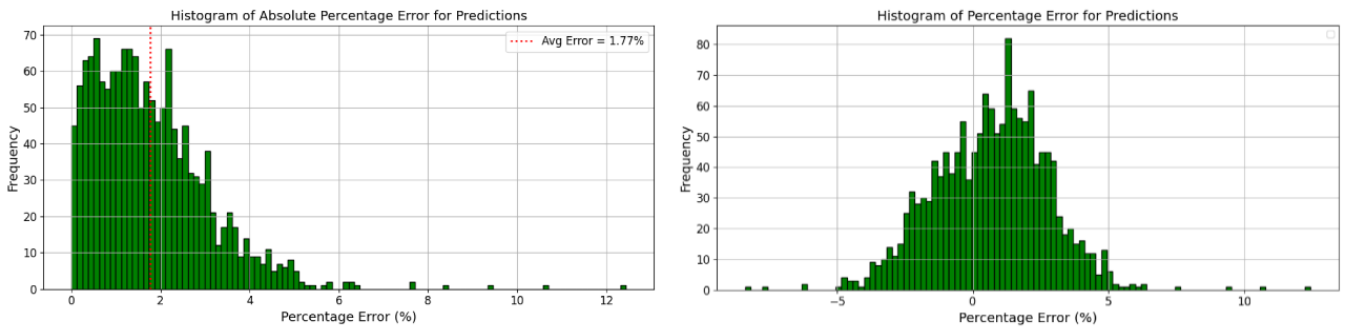 Histogram of Absolute Percentage Error for Predictions
Avg Error = 1.77%
70
60
50
40
30
20
10
0
Frequency
0 2 4 6 8 10 12
Percentage Error (%)
Histogram of Percentage Error for Predictions
80
70
60
50
40
30
20
10
0
Frequency
−5 0 5 10
Percentage Error (%)